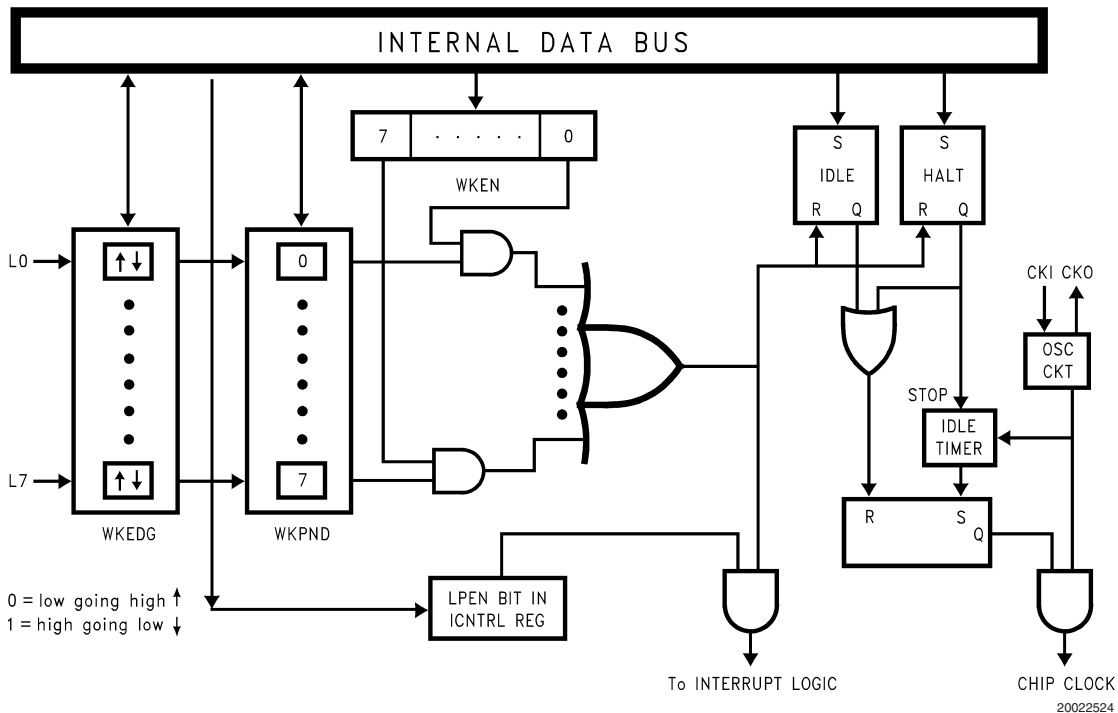 INTERNAL DATA BUS
7 · · · · · 0
WKEN
S
IDLE
R Q
S
HALT
R Q
L0
↑↓
0
CKI CKO
OSC
CKT
STOP
IDLE
TIMER
L7
↑↓
7
WKEDG
WKPND
R S
Q
0 = low going high ↑
1 = high going low ↓
LPEN BIT IN
ICNTRL REG
To INTERRUPT LOGIC
CHIP CLOCK
20022524